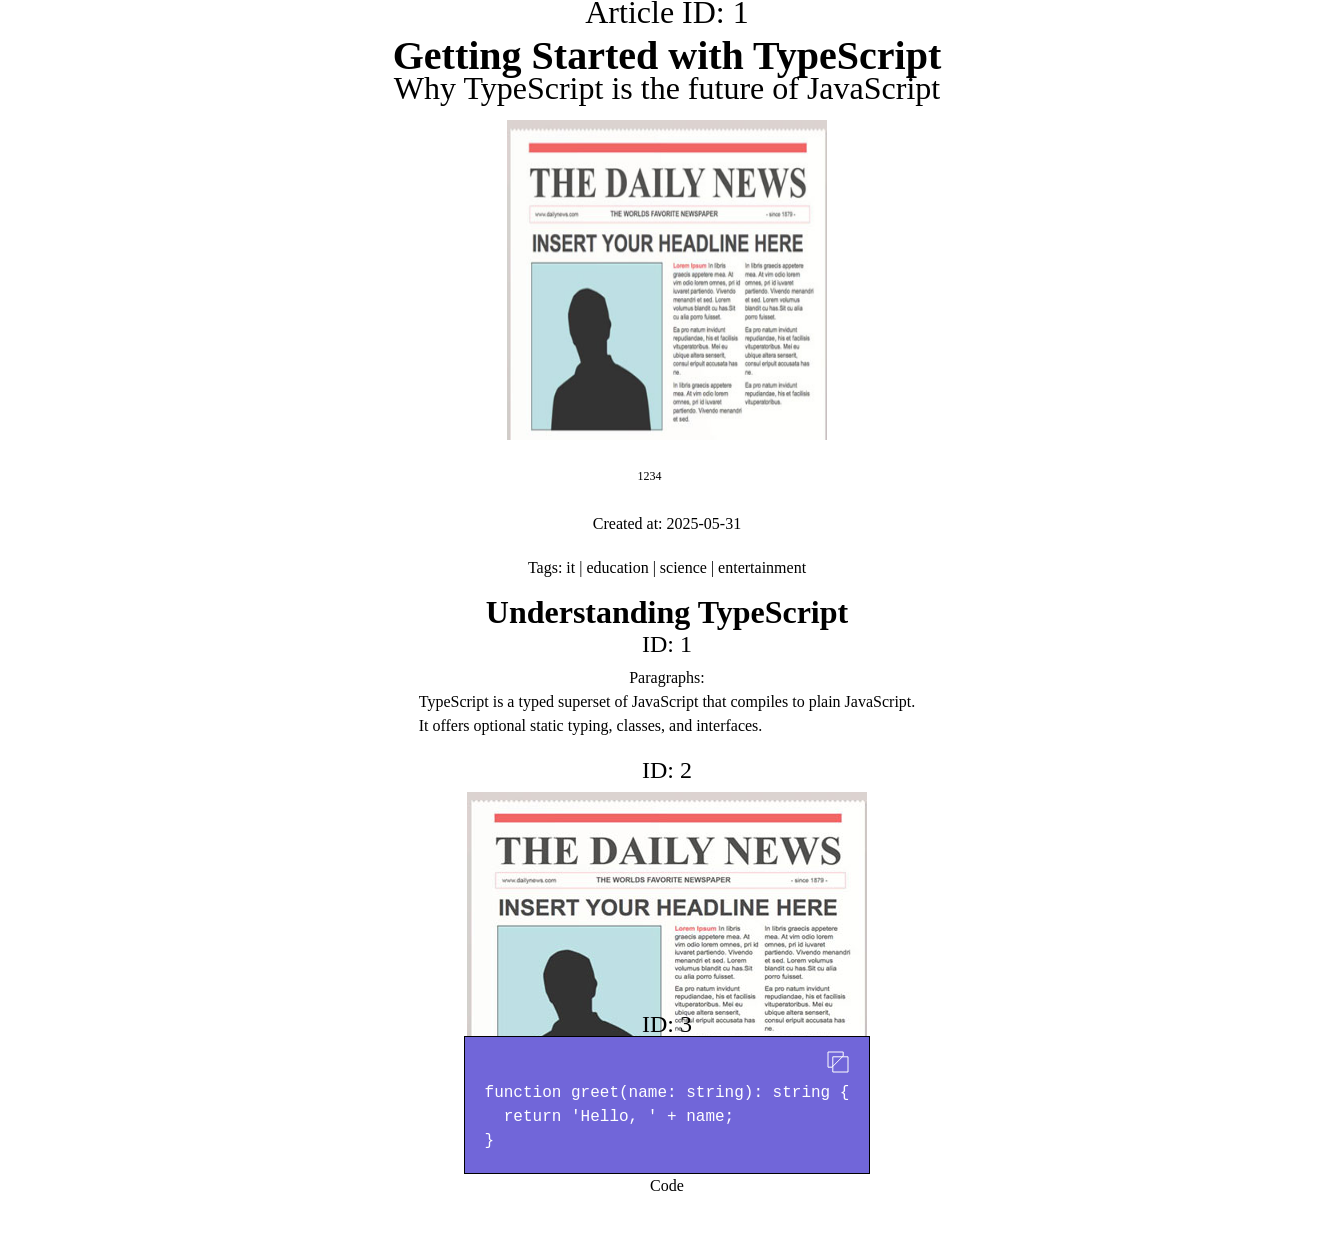 Article ID: 1
Getting Started with TypeScript
Why TypeScript is the future of JavaScript
THE DAILY NEWS
www.dailynews.com THE WORLDS FAVORITE NEWSPAPER - since 1879 -
INSERT YOUR HEADLINE HERE
Lorem Ipsum In libris
graecis appetere mea. At
vim odio lorem omnes, pri id
iuvaret partiendo. Vivendo
menandri et sed. Lorem
volumus blandit cu has.Sit
cu alia porro fuisset.
Ea pro natum invidunt
repudiandae, his et facilisis
vituperatoribus. Mei eu
ubique altera senserit,
consul eripuit accusata has
ne.
In libris graecis appetere
mea. At vim odio lorem
omnes, pri id iuvaret
partiendo. Vivendo menandri
et sed.
In libris graecis appetere
mea. At vim odio lorem
omnes, pri id iuvaret
partiendo. Vivendo menandri
et sed. Lorem volumus
blandit cu has.Sit cu alia
porro fuisset.
Ea pro natum invidunt
repudiandae, his et facilisis
vituperatoribus. Mei eu
ubique altera senserit,
consul eripuit accusata has
ne.
Ea pro natum invidunt
repudiandae, his et facilisis
vituperatoribus.
1234
Created at: 2025-05-31
Tags: it | education | science | entertainment
Understanding TypeScript
ID: 1
Paragraphs:
TypeScript is a typed superset of JavaScript that compiles to plain JavaScript.
It offers optional static typing, classes, and interfaces.
ID: 2
THE DAILY NEWS
www.dailynews.com THE WORLDS FAVORITE NEWSPAPER - since 1879 -
INSERT YOUR HEADLINE HERE
Lorem Ipsum In libris
graecis appetere mea. At
vim odio lorem omnes, pri id
iuvaret partiendo. Vivendo
menandri et sed. Lorem
volumus blandit cu has.Sit
cu alia porro fuisset.
Ea pro natum invidunt
repudiandae, his et facilisis
vituperatoribus. Mei eu
ubique altera senserit,
consul eripuit accusata has
ne.
In libris graecis appetere
mea. At vim odio lorem
omnes, pri id iuvaret
partiendo. Vivendo menandri
et sed. Lorem volumus
blandit cu has.Sit cu alia
porro fuisset.
Ea pro natum invidunt
repudiandae, his et facilisis
vituperatoribus. Mei eu
ubique altera senserit,
consul eripuit accusata has
ne.
ID: 3
function greet(name: string): string {
  return 'Hello, ' + name;
}
Code